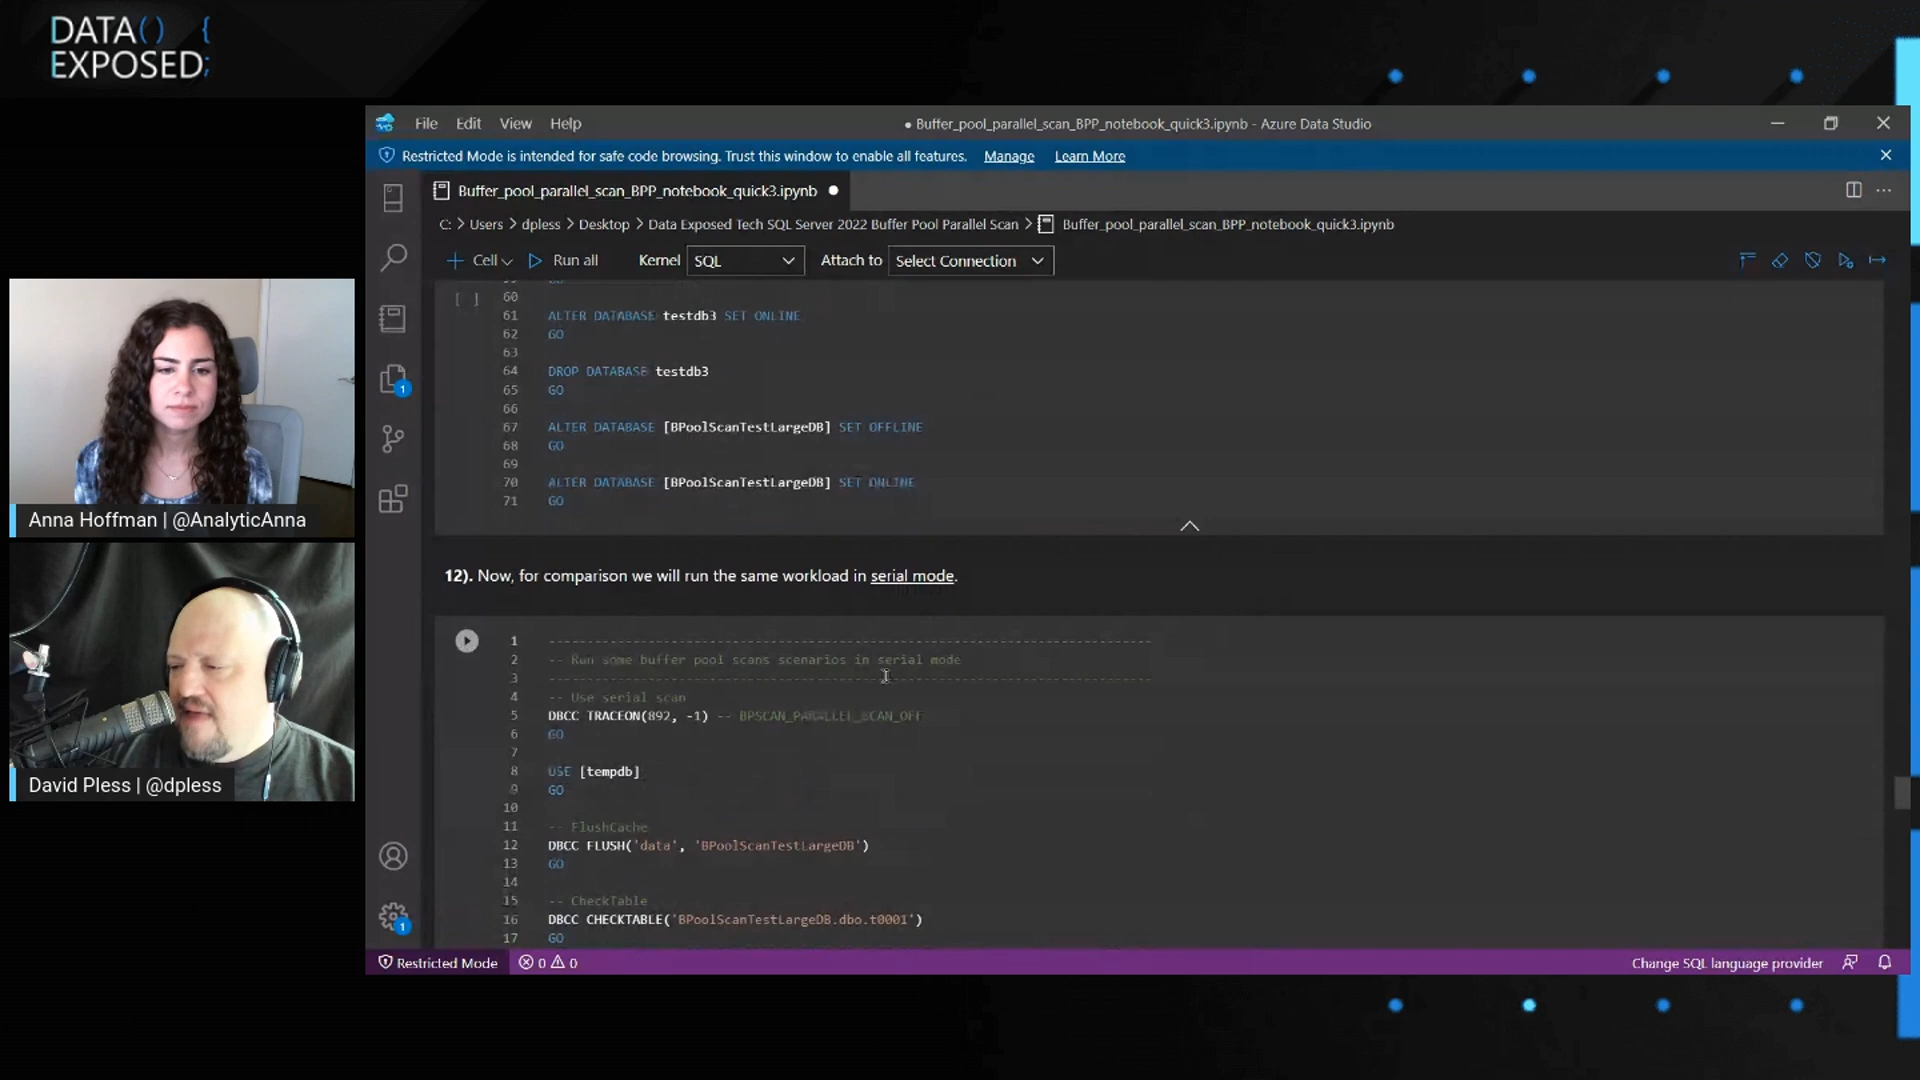 DATA() {
EXPOSED;
File Edit View Help
● Buffer_pool_parallel_scan_BPP_notebook_quick3.ipynb - Azure Data Studio
Restricted Mode is intended for safe code browsing. Trust this window to enable all features. Manage Learn More
Buffer_pool_parallel_scan_BPP_notebook_quick3.ipynb ●
C: > Users > dpless > Desktop > Data Exposed Tech SQL Server 2022 Buffer Pool Parallel Scan > Buffer_pool_parallel_scan_BPP_notebook_quick3.ipynb
+ Cell Run all Kernel SQL Attach to Select Connection
[ ]
60
61 ALTER DATABASE testdb3 SET ONLINE
62 GO
63
64 DROP DATABASE testdb3
65 GO
66
67 ALTER DATABASE [BPoolScanTestLargeDB] SET OFFLINE
68 GO
69
70 ALTER DATABASE [BPoolScanTestLargeDB] SET ONLINE
71 GO
12). Now, for comparison we will run the same workload in serial mode.
1 -------------------------------------------------------------------------------
2 -- Run some buffer pool scans scenarios in serial mode
3 -------------------------------------------------------------------------------
4 -- Use serial scan
5 DBCC TRACEON(892, -1) -- BPSCAN_PARALLEL_SCAN_OFF
6 GO
7
8 USE [tempdb]
9 GO
10
11 -- FlushCache
12 DBCC FLUSH('data', 'BPoolScanTestLargeDB')
13 GO
14
15 -- CheckTable
16 DBCC CHECKTABLE('BPoolScanTestLargeDB.dbo.t0001')
17 GO
Restricted Mode 0 0 Change SQL language provider
1
1
Anna Hoffman | @AnalyticAnna
David Pless | @dpless